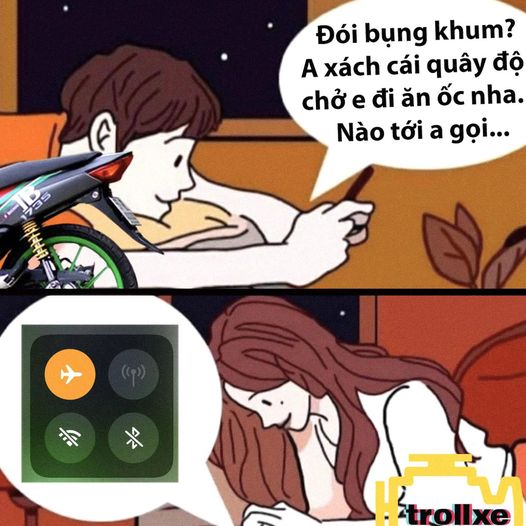 Đói bụng khum?
A xách cái quây độ
chở e đi ăn ốc nha.
Nào tới a gọi...
trollxe